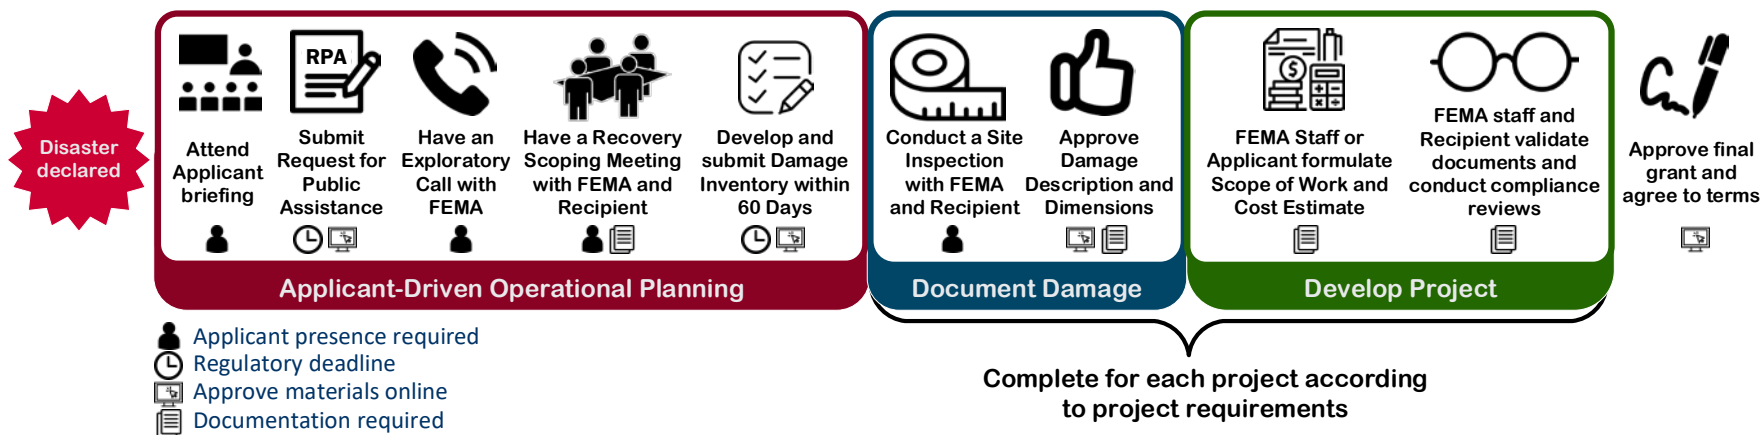 Disaster
declared
RPA
Attend
Applicant
briefing
Submit
Request for
Public
Assistance
Have an
Exploratory
Call with
FEMA
Have a Recovery
Scoping Meeting
with FEMA and
Recipient
Develop and
submit Damage
Inventory within
60 Days
Applicant-Driven Operational Planning
Conduct a Site
Inspection
with FEMA
and Recipient
Approve
Damage
Description and
Dimensions
Document Damage
$
FEMA Staff or
Applicant formulate
Scope of Work and
Cost Estimate
FEMA staff and
Recipient validate
documents and
conduct compliance
reviews
Develop Project
Approve final
grant and
agree to terms
Applicant presence required
Regulatory deadline
Approve materials online
Documentation required
Complete for each project according
to project requirements